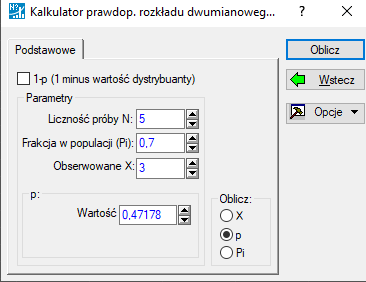 Kalkulator prawdop. rozkładu dwumianoweg...
Podstawowe
1-p (1 minus wartość dystrybuanty)
Parametry
Liczność próby N: 5
Frakcja w populacji (Pi): 0,7
Obserwowane X: 3
p:
Wartość 0,47178
Oblicz:
X
p
Pi
Oblicz
Wstecz
Opcje